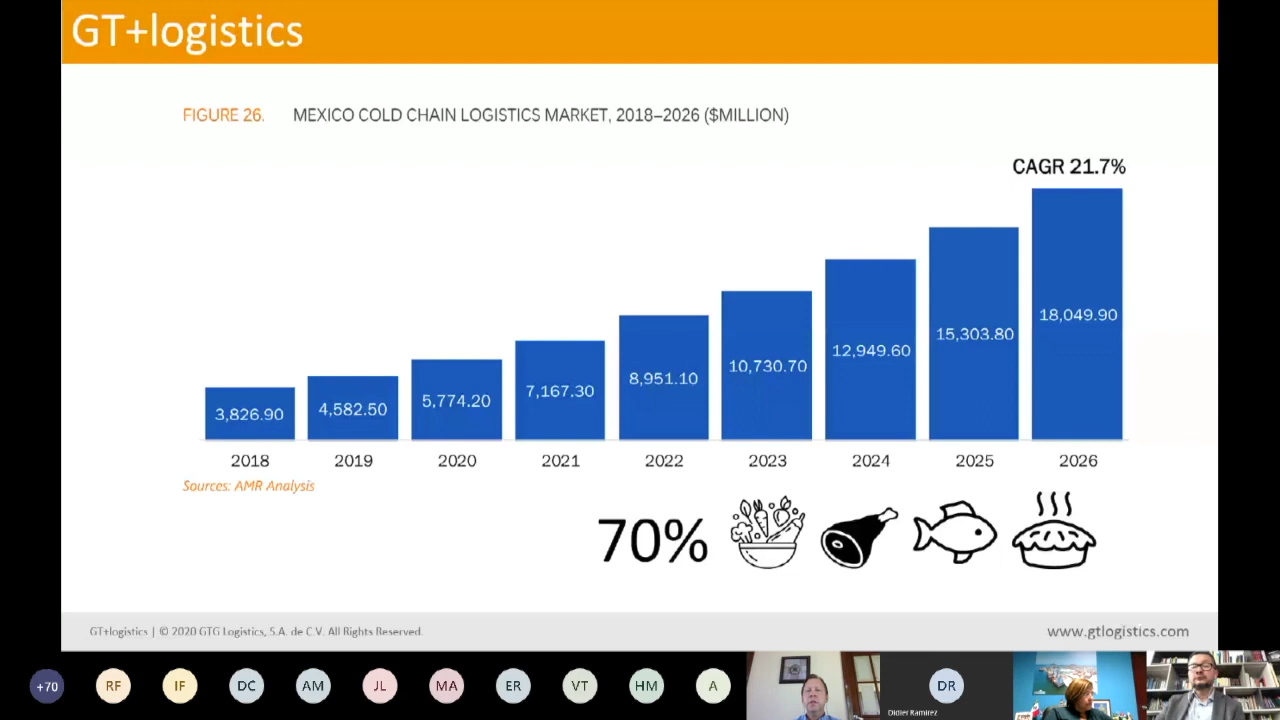 GT+logistics
FIGURE 26. MEXICO COLD CHAIN LOGISTICS MARKET, 2018–2026 ($MILLION)
CAGR 21.7%
3,826.90 4,582.50 5,774.20 7,167.30 8,951.10 10,730.70 12,949.60 15,303.80 18,049.90
2018 2019 2020 2021 2022 2023 2024 2025 2026
Sources: AMR Analysis
70%
GT+logistics | © 2020 GTG Logistics, S.A. de C.V. All Rights Reserved. www.gtlogistics.com
+70 RF IF DC AM JL MA ER VT HM A DR
Didier Ramirez